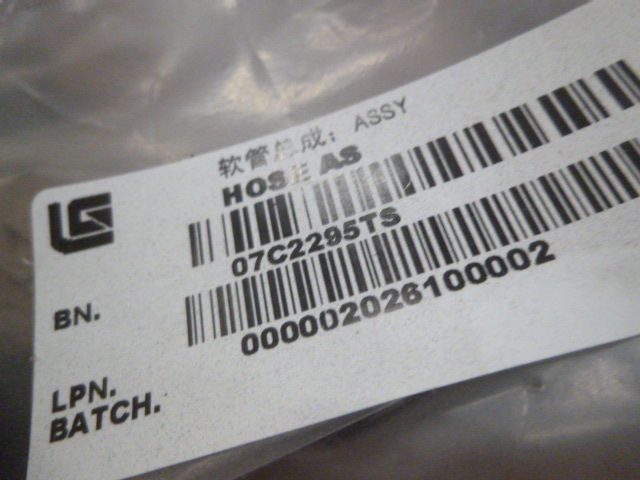 软管总成: ASSY
HOSE AS
07C2295TS
BN.
000002026100002
LPN.
BATCH.